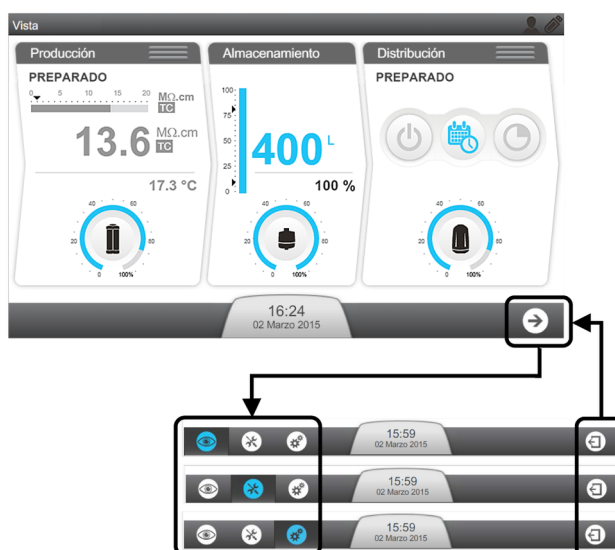 Vista
Producción
PREPARADO
0 5 10 15 20 MΩ.cm
TC
13.6 MΩ.cm
TC
17.3 °C
40 60
20 80
0 100%
Almacenamiento
100
75
50
25
0
400 L
100 %
40 60
20 80
0 100%
Distribución
PREPARADO
40 60
20 80
0 100%
16:24
02 Marzo 2015
15:59
02 Marzo 2015
15:59
02 Marzo 2015
15:59
02 Marzo 2015